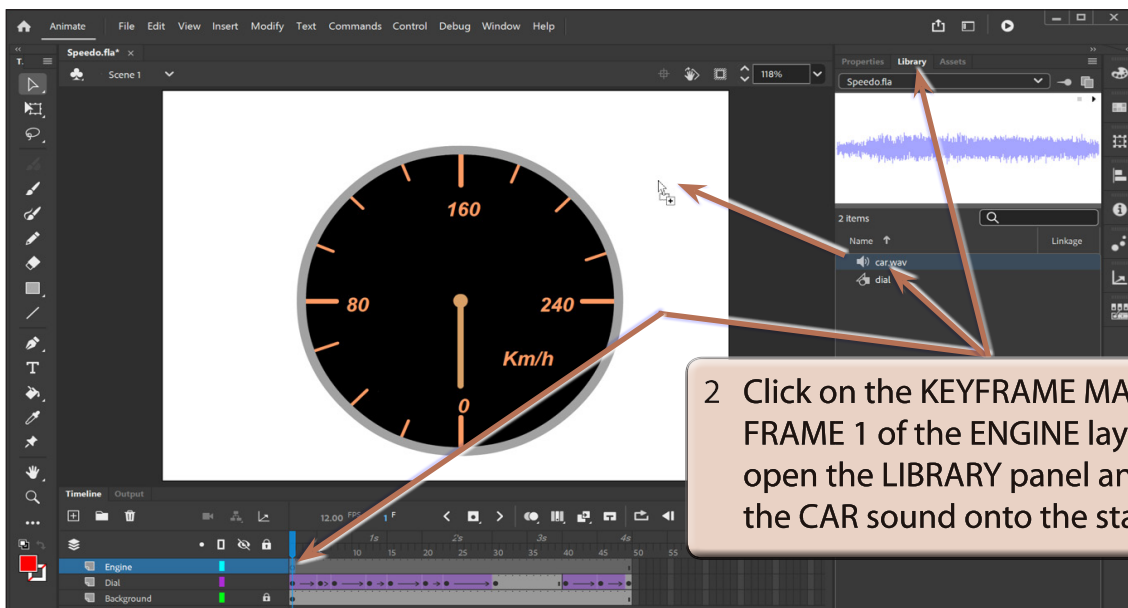 Animate File Edit View Insert Modify Text Commands Control Debug Window Help
Speedo.fla* ×
T.
Scene 1
118%
Properties Library Assets
Speedo.fla
2 items
Name ↑ Linkage
car.wav
dial
160
80
240
Km/h
0
2 Click on the KEYFRAME MA
FRAME 1 of the ENGINE lay
open the LIBRARY panel an
the CAR sound onto the sta
Timeline Output
12.00 FPS 1 F
1s 2s 3s 4s
10 15 20 25 30 35 40 45 50 55
Engine
Dial
Background